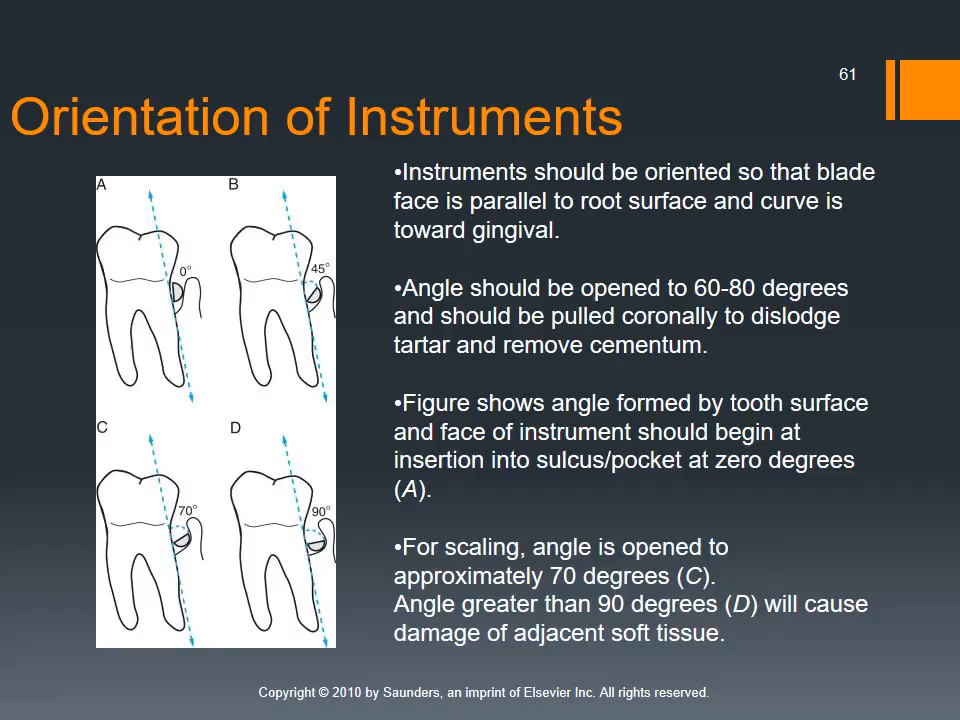 61
Orientation of Instruments
•Instruments should be oriented so that blade
face is parallel to root surface and curve is
toward gingival.
•Angle should be opened to 60-80 degrees
and should be pulled coronally to dislodge
tartar and remove cementum.
•Figure shows angle formed by tooth surface
and face of instrument should begin at
insertion into sulcus/pocket at zero degrees
(A).
•For scaling, angle is opened to
approximately 70 degrees (C).
Angle greater than 90 degrees (D) will cause
damage of adjacent soft tissue.
A
0°
B
45°
C
70°
D
90°
Copyright © 2010 by Saunders, an imprint of Elsevier Inc. All rights reserved.